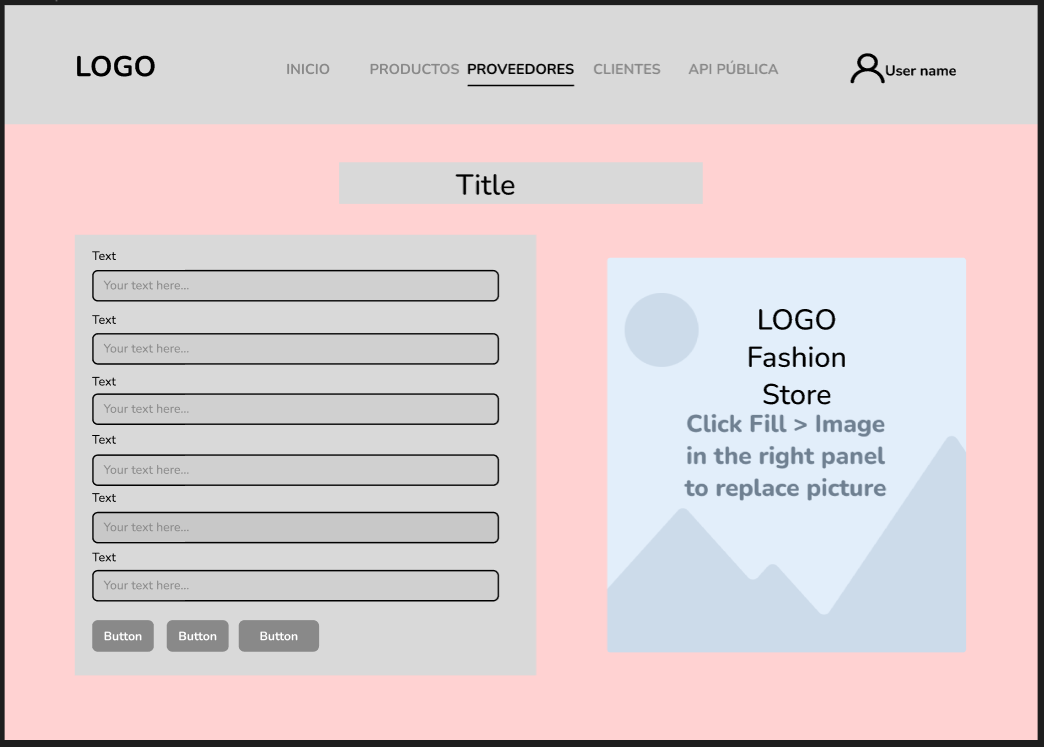 LOGO
INICIO PRODUCTOS PROVEEDORES CLIENTES API PÚBLICA
User name
Title
Text
Your text here...
Text
Your text here...
Text
Your text here...
Text
Your text here...
Text
Your text here...
Text
Your text here...
Button Button Button
LOGO
Fashion
Store
Click Fill > Image
in the right panel
to replace picture